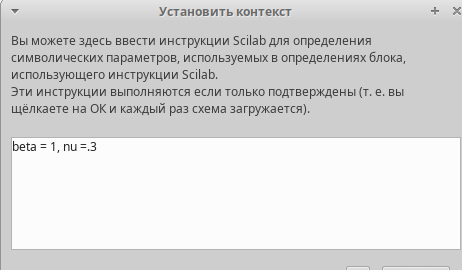 Установить контекст
Вы можете здесь ввести инструкции Scilab для определения
символических параметров, используемых в определениях блока,
использующего инструкции Scilab.
Эти инструкции выполняются если только подтверждены (т. е. вы
щёлкаете на ОК и каждый раз схема загружается).
beta = 1, nu =.3